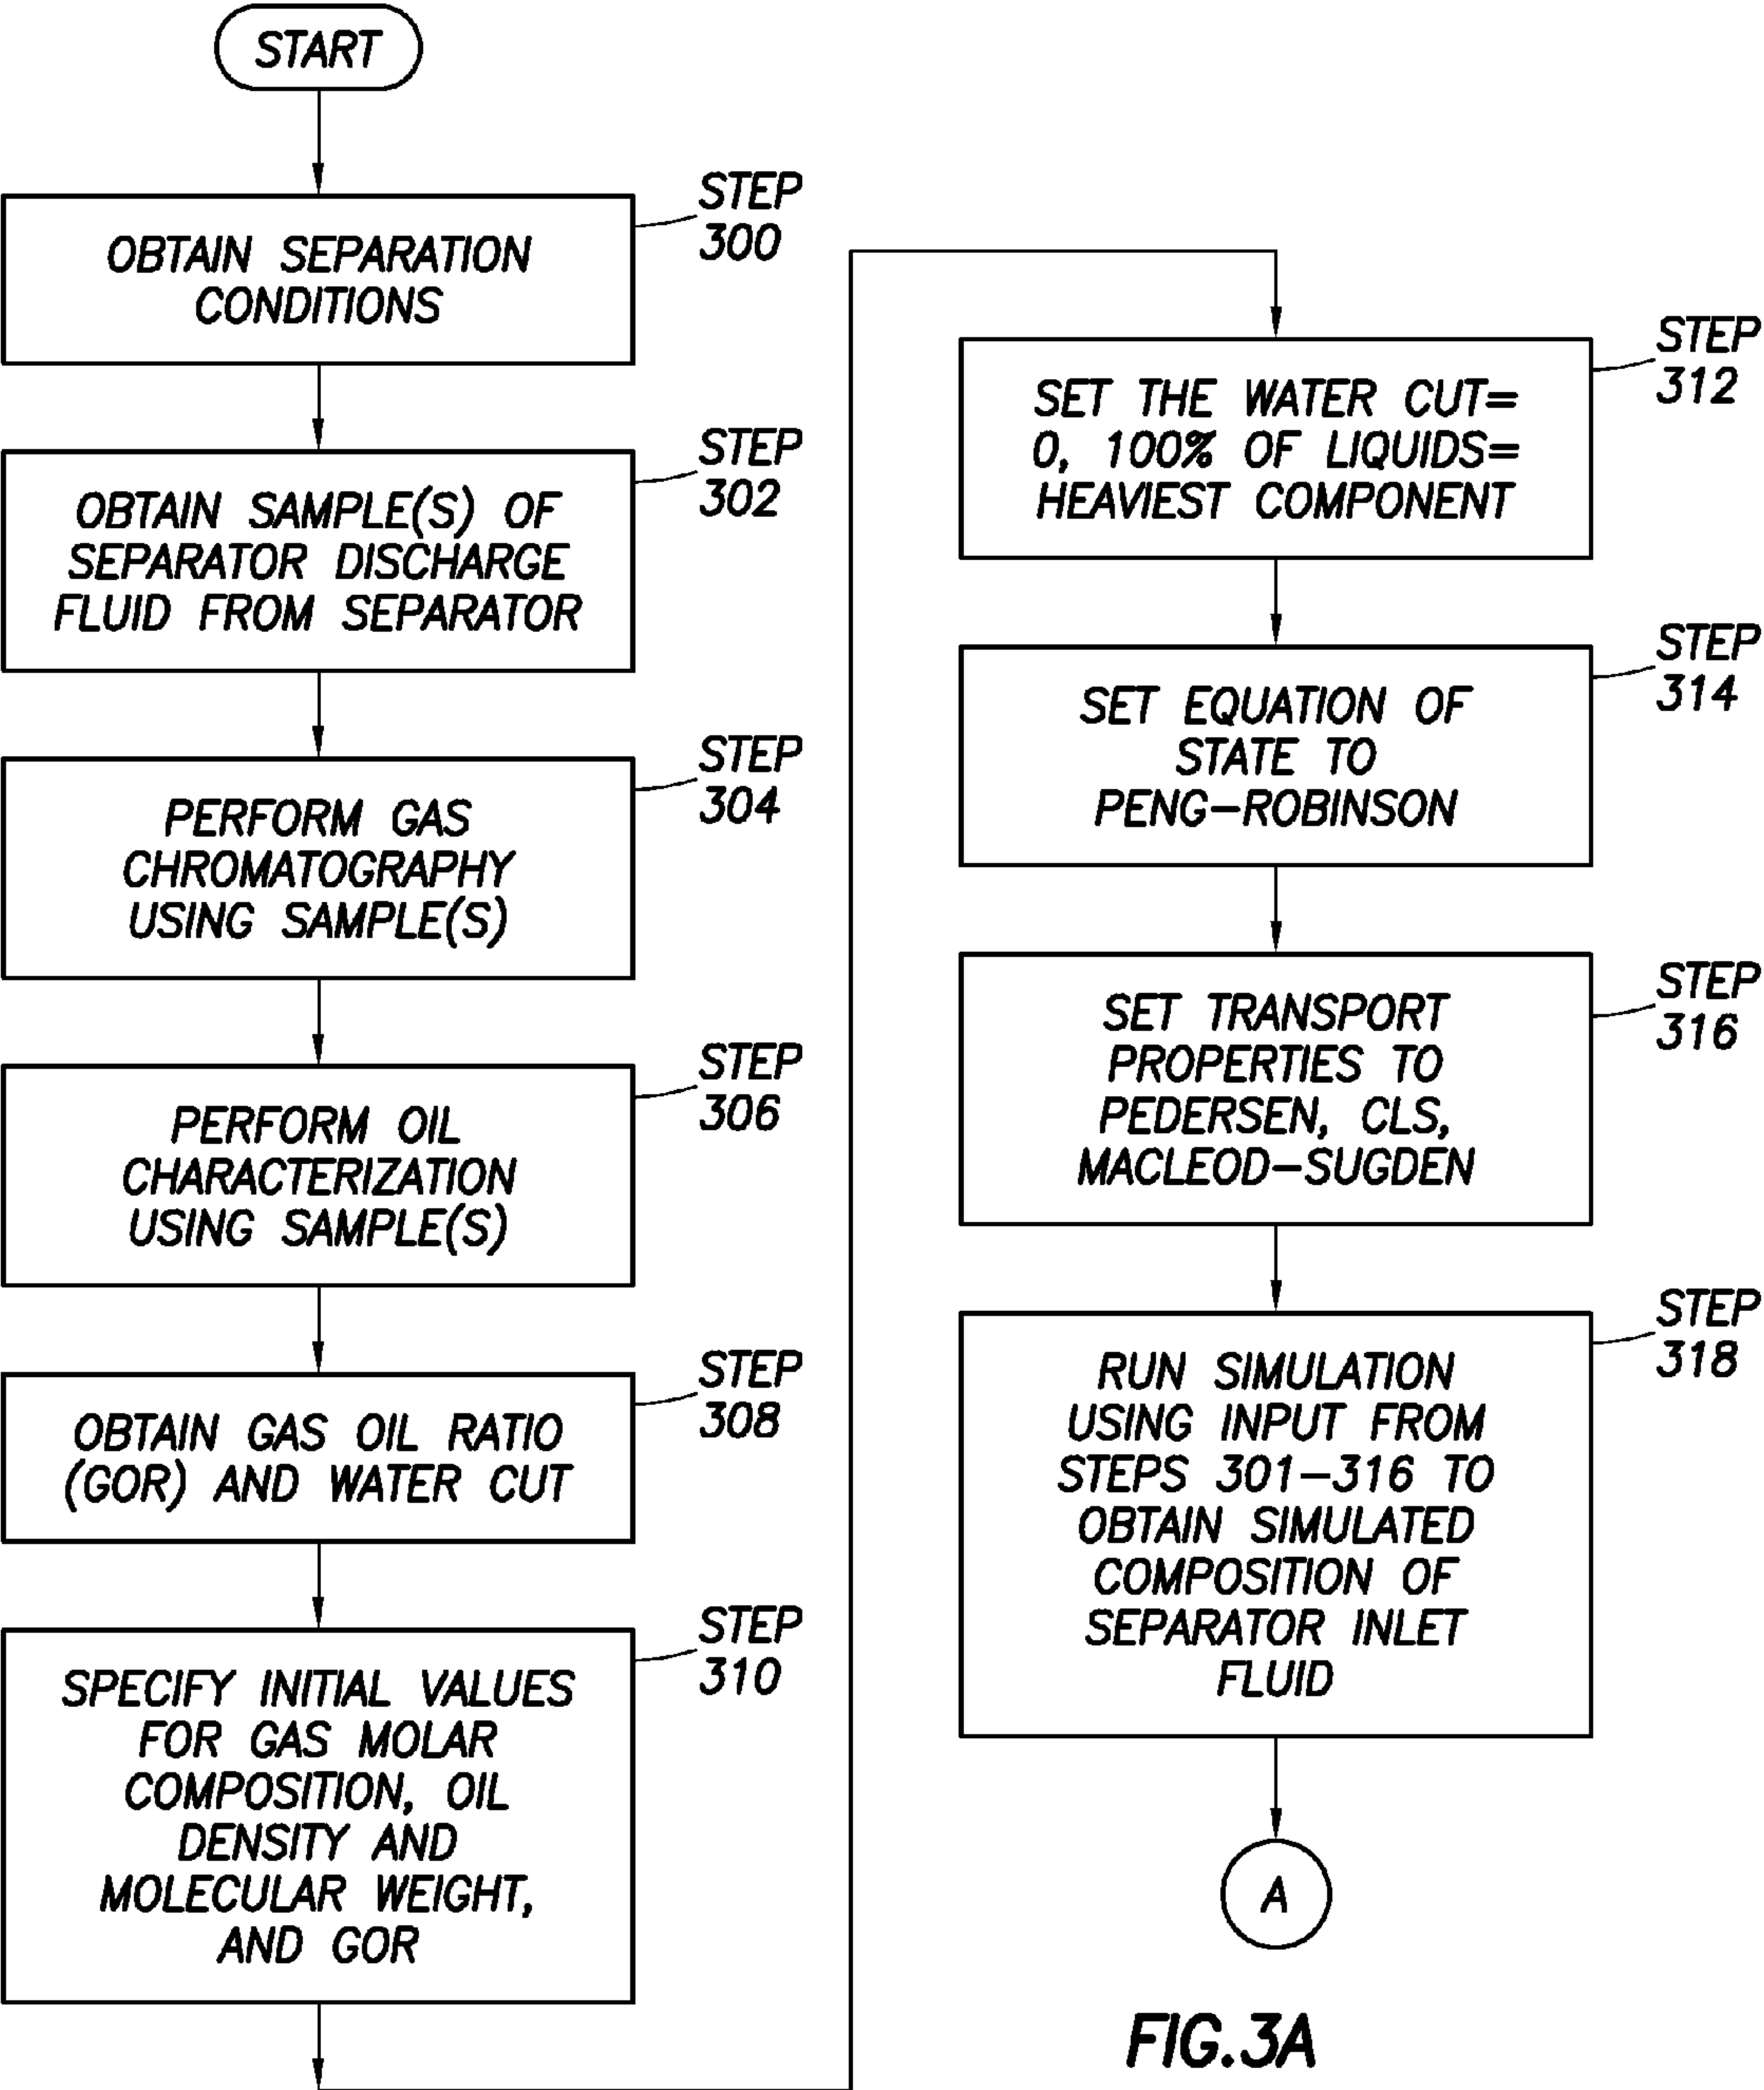 START
OBTAIN SEPARATION
CONDITIONS
STEP
300
OBTAIN SAMPLE(S) OF
SEPARATOR DISCHARGE
FLUID FROM SEPARATOR
STEP
302
PERFORM GAS
CHROMATOGRAPHY
USING SAMPLE(S)
STEP
304
PERFORM OIL
CHARACTERIZATION
USING SAMPLE(S)
STEP
306
OBTAIN GAS OIL RATIO
(GOR) AND WATER CUT
STEP
308
SPECIFY INITIAL VALUES
FOR GAS MOLAR
COMPOSITION, OIL
DENSITY AND
MOLECULAR WEIGHT,
AND GOR
STEP
310
SET THE WATER CUT=
0, 100% OF LIQUIDS=
HEAVIEST COMPONENT
STEP
312
SET EQUATION OF
STATE TO
PENG-ROBINSON
STEP
314
SET TRANSPORT
PROPERTIES TO
PEDERSEN, CLS,
MACLEOD-SUGDEN
STEP
316
RUN SIMULATION
USING INPUT FROM
STEPS 301-316 TO
OBTAIN SIMULATED
COMPOSITION OF
SEPARATOR INLET
FLUID
STEP
318
A
FIG.3A